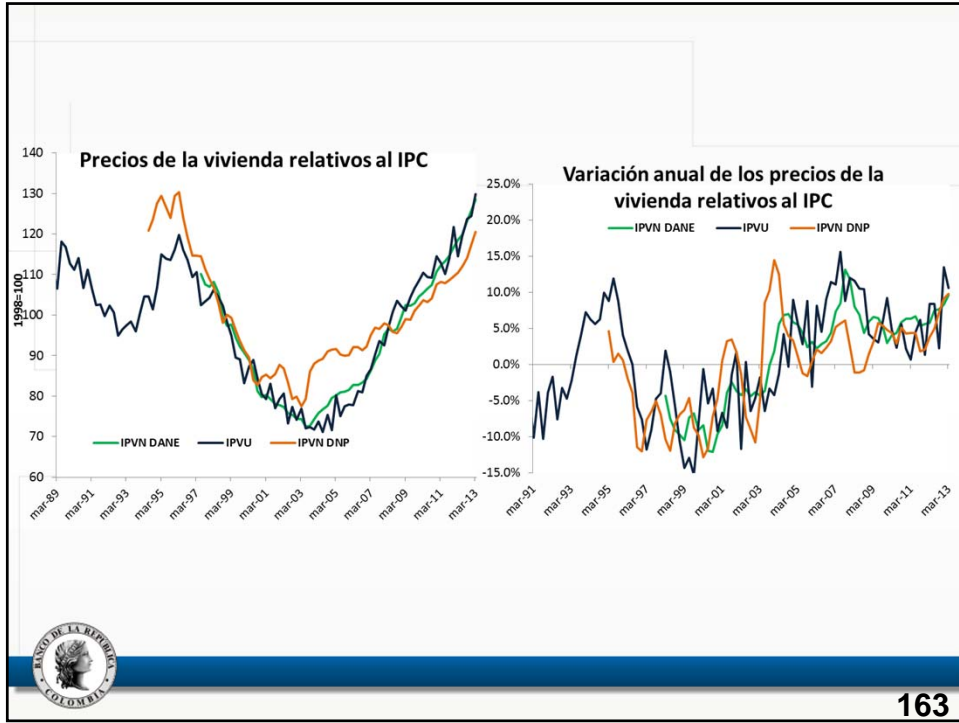 Precios de la vivienda relativos al IPC
140
130
120
110
100
90
80
70
60
1998=100
IPVN DANE
IPVU
IPVN DNP
mar-89
mar-91
mar-93
mar-95
mar-97
mar-99
mar-01
mar-03
mar-05
mar-07
mar-09
mar-11
mar-13
Variación anual de los precios de la
vivienda relativos al IPC
IPVN DANE
IPVU
IPVN DNP
25.0%
20.0%
15.0%
10.0%
5.0%
0.0%
-5.0%
-10.0%
-15.0%
mar-91
mar-93
mar-95
mar-97
mar-99
mar-01
mar-03
mar-05
mar-07
mar-09
mar-11
mar-13
BANCO DE LA REPUBLICA
COLOMBIA
163